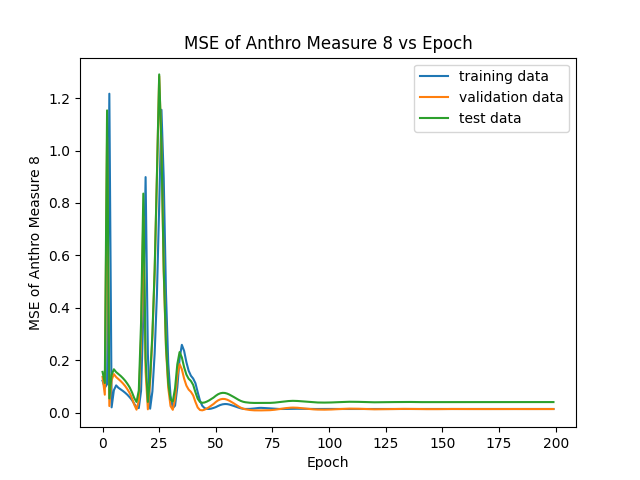 MSE of Anthro Measure 8 vs Epoch
training data
validation data
test data
MSE of Anthro Measure 8
1.2
1.0
0.8
0.6
0.4
0.2
0.0
0 25 50 75 100 125 150 175 200
Epoch